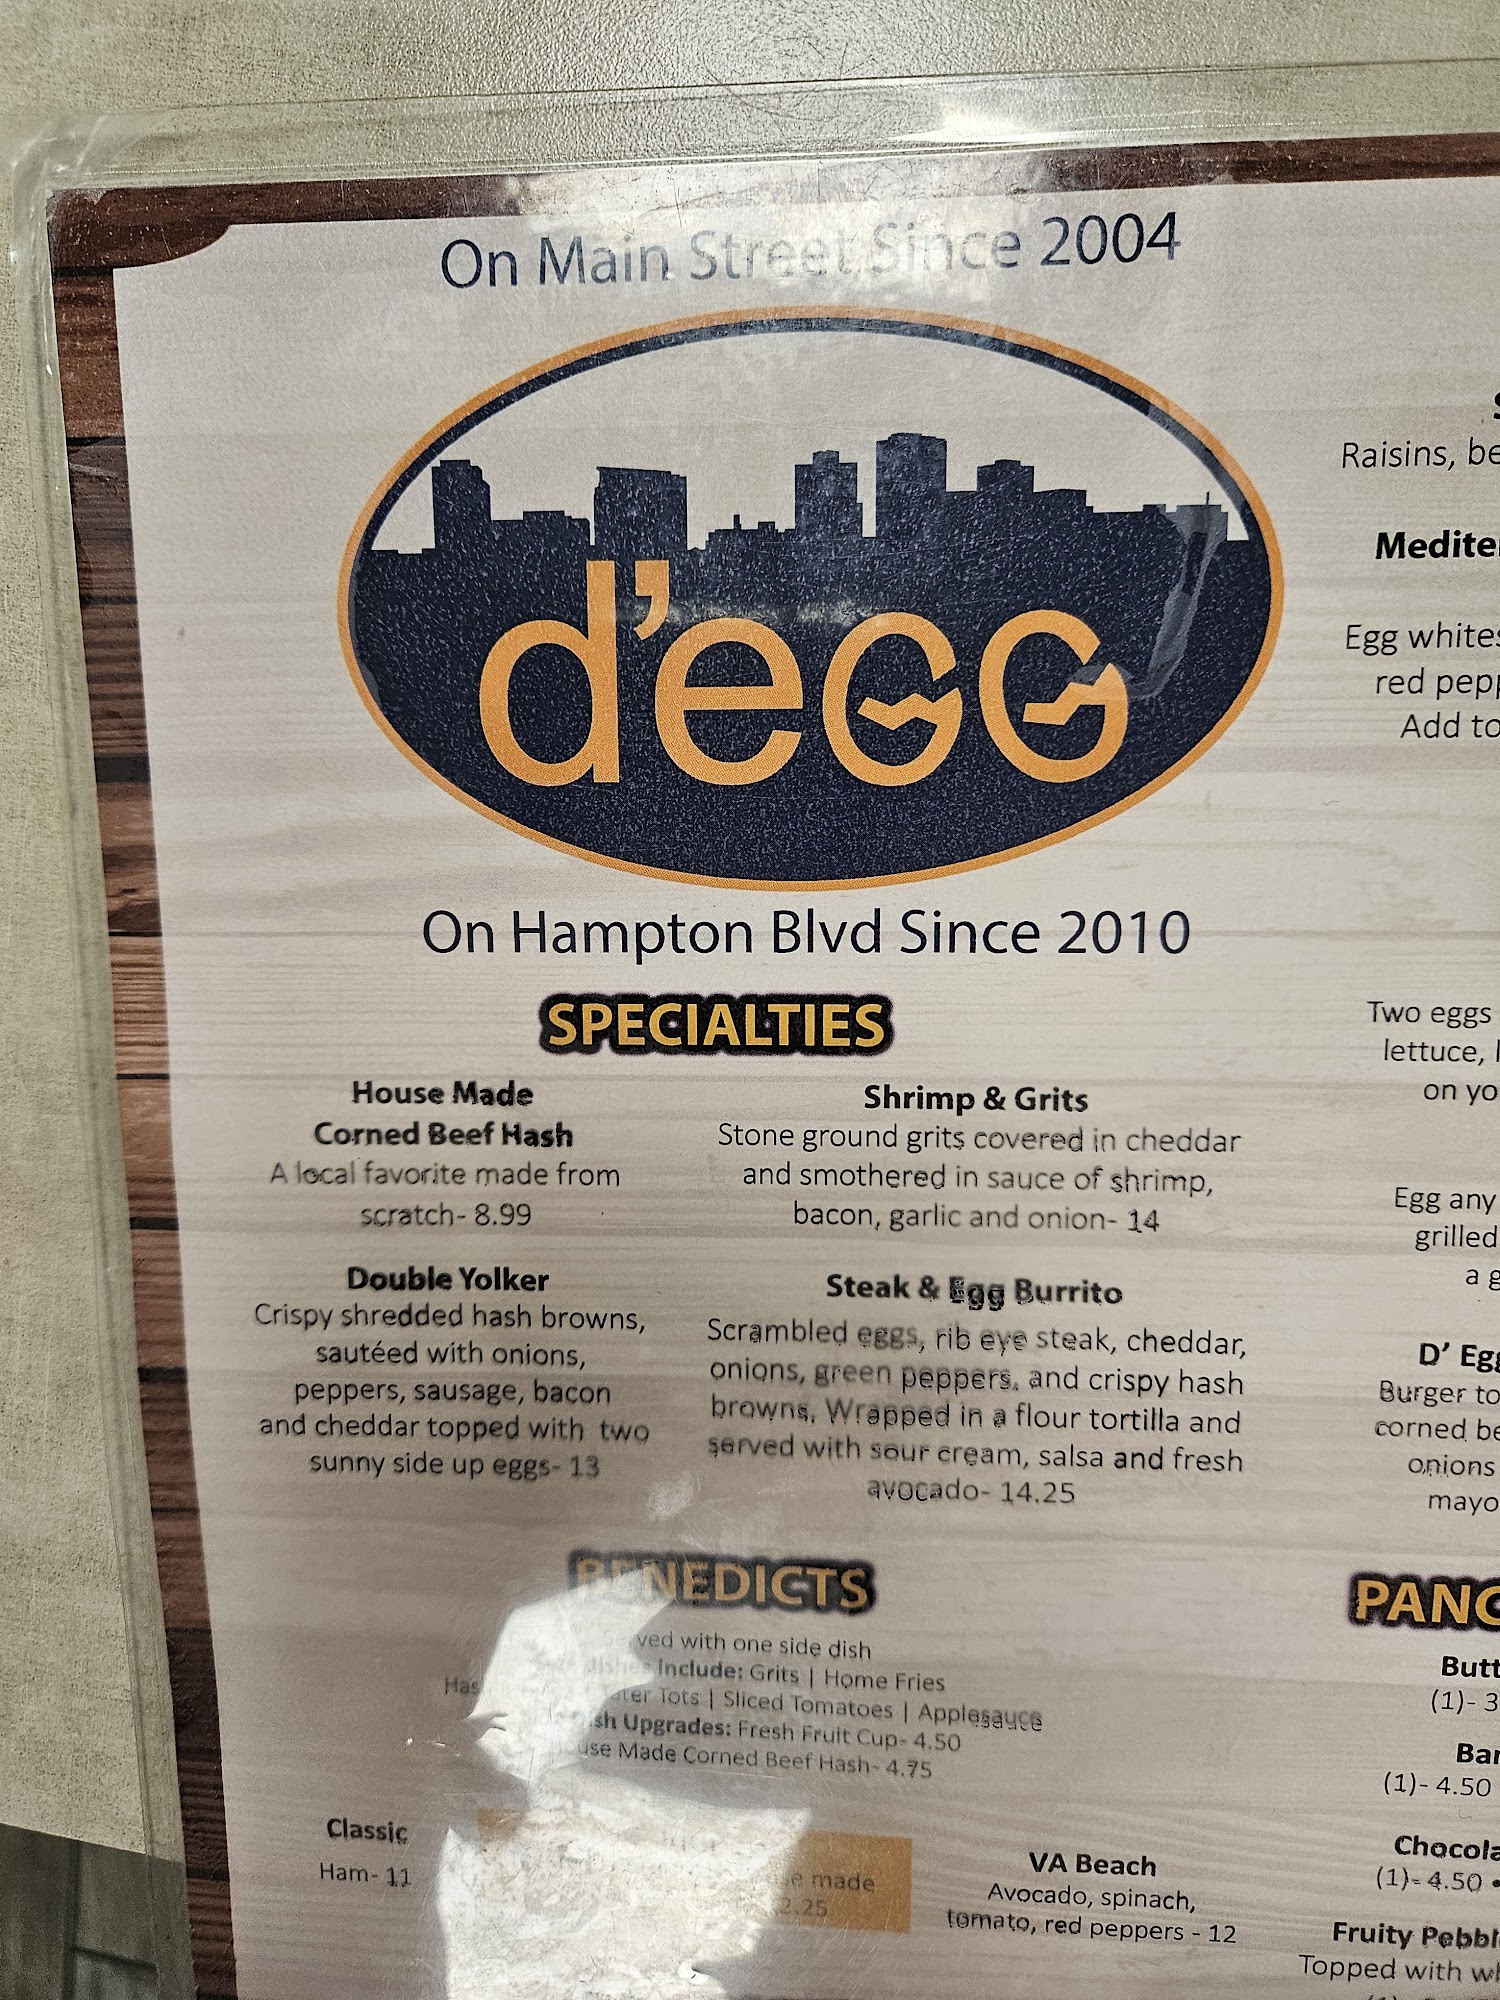 On Main Street Since 2004
d'egg
On Hampton Blvd Since 2010
SPECIALTIES
House Made
Corned Beef Hash
A local favorite made from
scratch- 8.99
Double Yolker
Crispy shredded hash browns,
sautéed with onions,
peppers, sausage, bacon
and cheddar topped with two
sunny side up eggs- 13
Shrimp & Grits
Stone ground grits covered in cheddar
and smothered in sauce of shrimp,
bacon, garlic and onion- 14
Steak & Egg Burrito
Scrambled eggs, rib eye steak, cheddar,
onions, green peppers, and crispy hash
browns, Wrapped in a flour tortilla and
served with sour cream, salsa and fresh
avocado- 14.25
BENEDICTS
with one side dish
include: Grits | Home Fries
Tots | Sliced Tomatoes | Applesauce
Upgrades: Fresh Fruit Cup- 4.50
Made Corned Beef Hash- 4.75
Classic
Ham- 11
made
VA Beach
Avocado, spinach,
tomato, red peppers - 12
Raisins,
Egg whites
red
Add
Two eggs
lettuce,
on
Egg any
grilled
a
D' Egg
Burger
corned
onions
mayo
(1)-
(1)- 4.50
(1)- 4.50 •
Fruity
Topped with